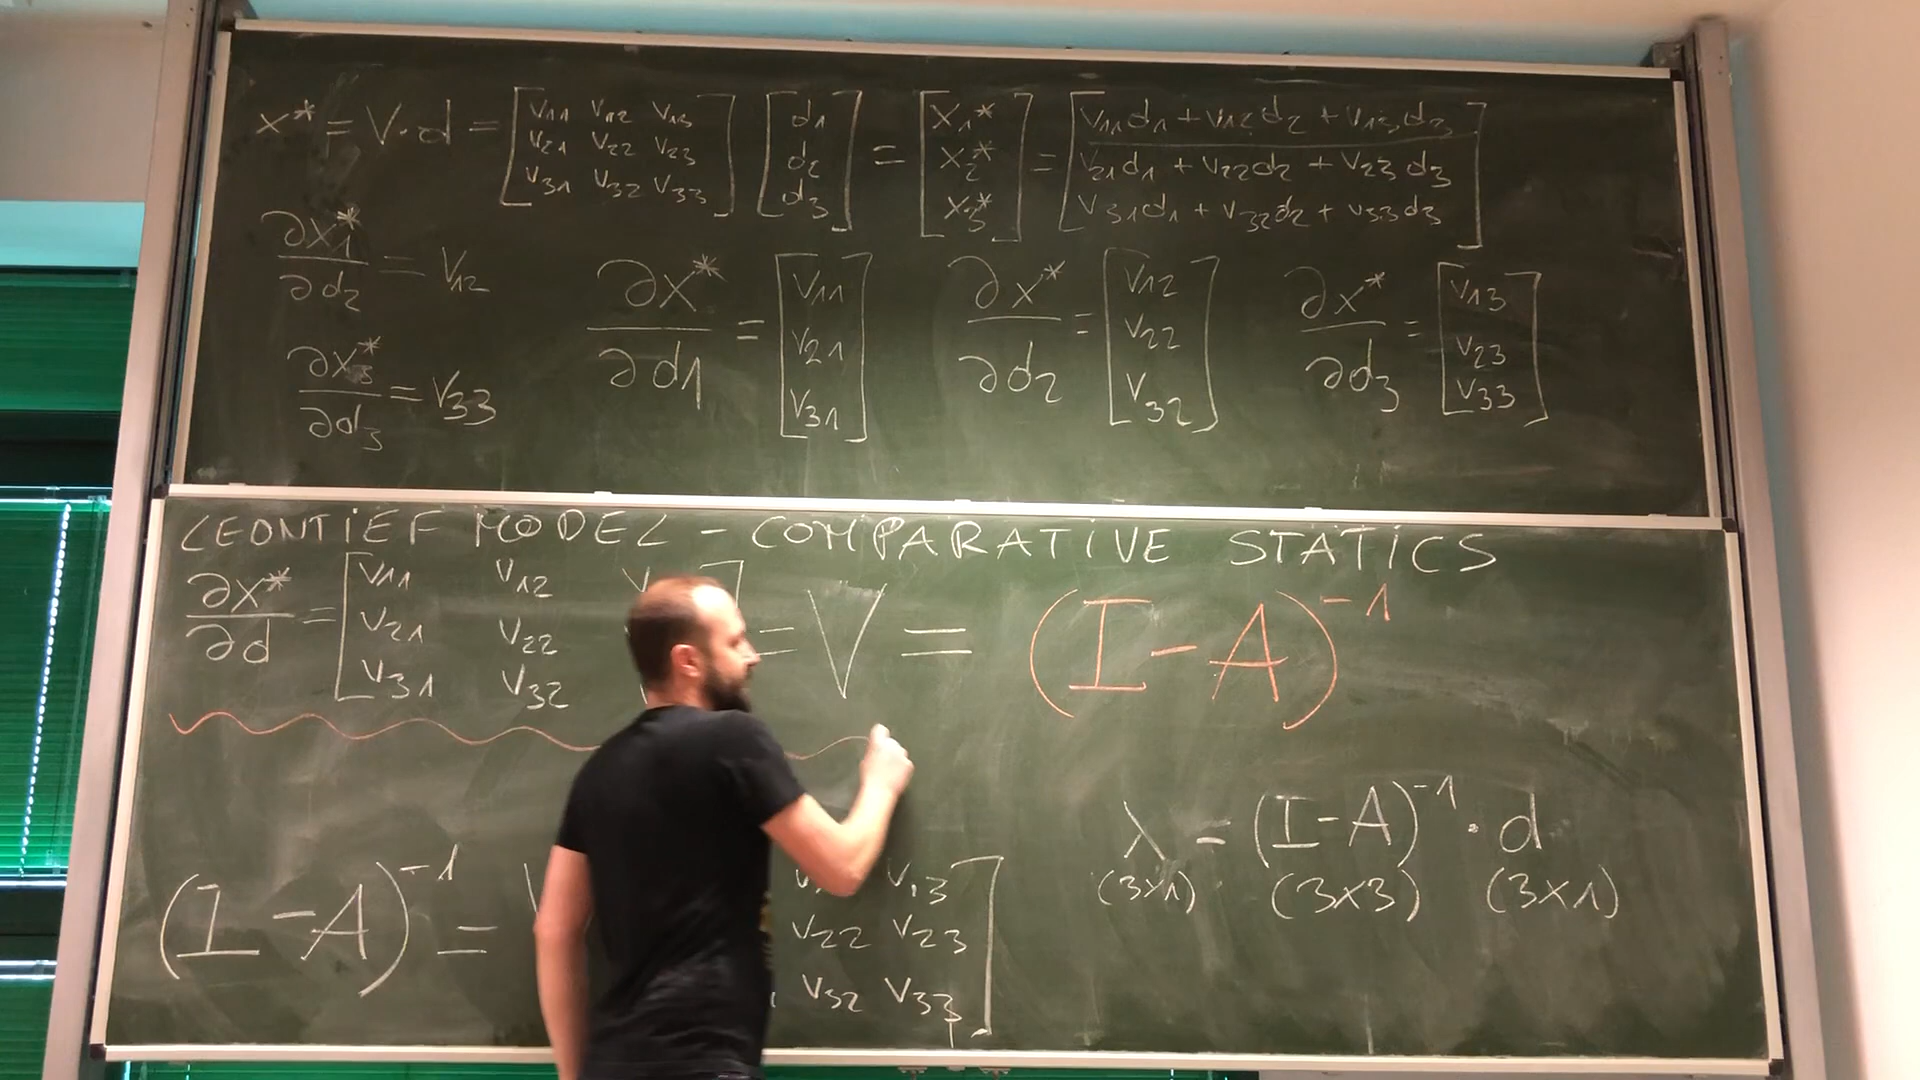 x* = V·d = [v11 v12 v13 v21 v22 v23 v31 v32 v33] [d1 d2 d3] = [x1* x2* x3*] = [v11d1 + v12d2 + v13d3
v21d1 + v22d2 + v23d3
v31d1 + v32d2 + v33d3]
∂x1*/∂d2 = v12
∂x3*/∂d3 = v33
∂x*/∂d1 = [v11 v21 v31]
∂x*/∂d2 = [v12 v22 v32]
∂x*/∂d3 = [v13 v23 v33]
LEONTIEF MODEL - COMPARATIVE STATICS
∂x*/∂d = [v11 v12
v21 v22
v31 v32 ] = V = (I-A)^-1
λ = (I-A)^-1 · d
(3x1) (3x3) (3x1)
(I-A)^-1 =
v13
v22 v23
v32 v33]